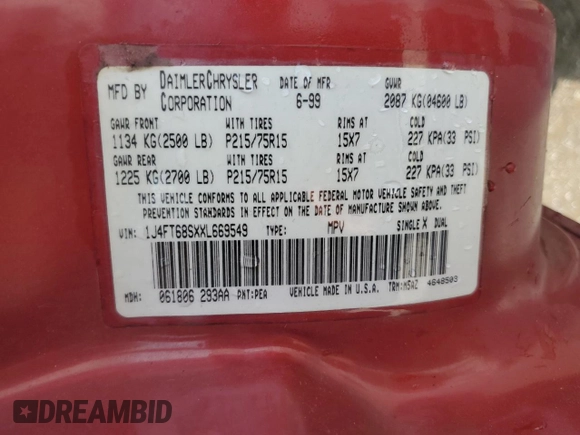 MFD BY DAIMLERCHRYSLER CORPORATION DATE OF MFR 6-99 GVWR 2087 KG(04600 LB)
GAWR FRONT WITH TIRES RIMS AT COLD
1134 KG(2500 LB) P215/75R15 15X7 227 KPA(33 PSI)
GAWR REAR WITH TIRES RIMS AT COLD
1225 KG(2700 LB) P215/75R15 15X7 227 KPA(33 PSI)
THIS VEHICLE CONFORMS TO ALL APPLICABLE FEDERAL MOTOR VEHICLE SAFETY AND THEFT
PREVENTION STANDARDS IN EFFECT ON THE DATE OF MANUFACTURE SHOWN ABOVE.
VIN: 1J4FT68SXXL669549 TYPE: MPV SINGLE X DUAL
MDH: 061806 293AA PNT:PEA VEHICLE MADE IN U.S.A. TRM:M5AZ 4648503
DREAMBID